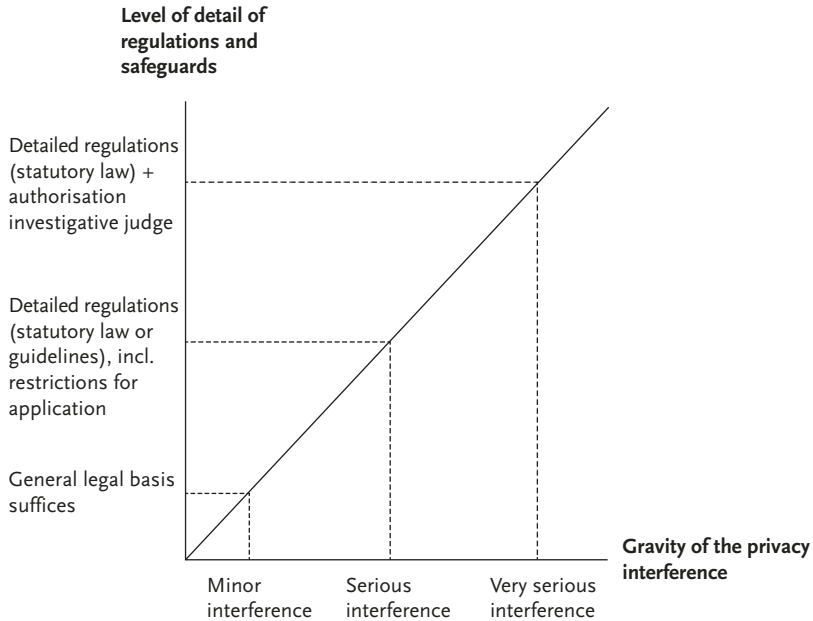 Level of detail of
regulations and
safeguards
Detailed regulations
(statutory law) +
authorisation
investigative judge
Detailed regulations
(statutory law or
guidelines), incl.
restrictions for
application
General legal basis
suffices
Gravity of the privacy
interference
Minor
interference
Serious
interference
Very serious
interference